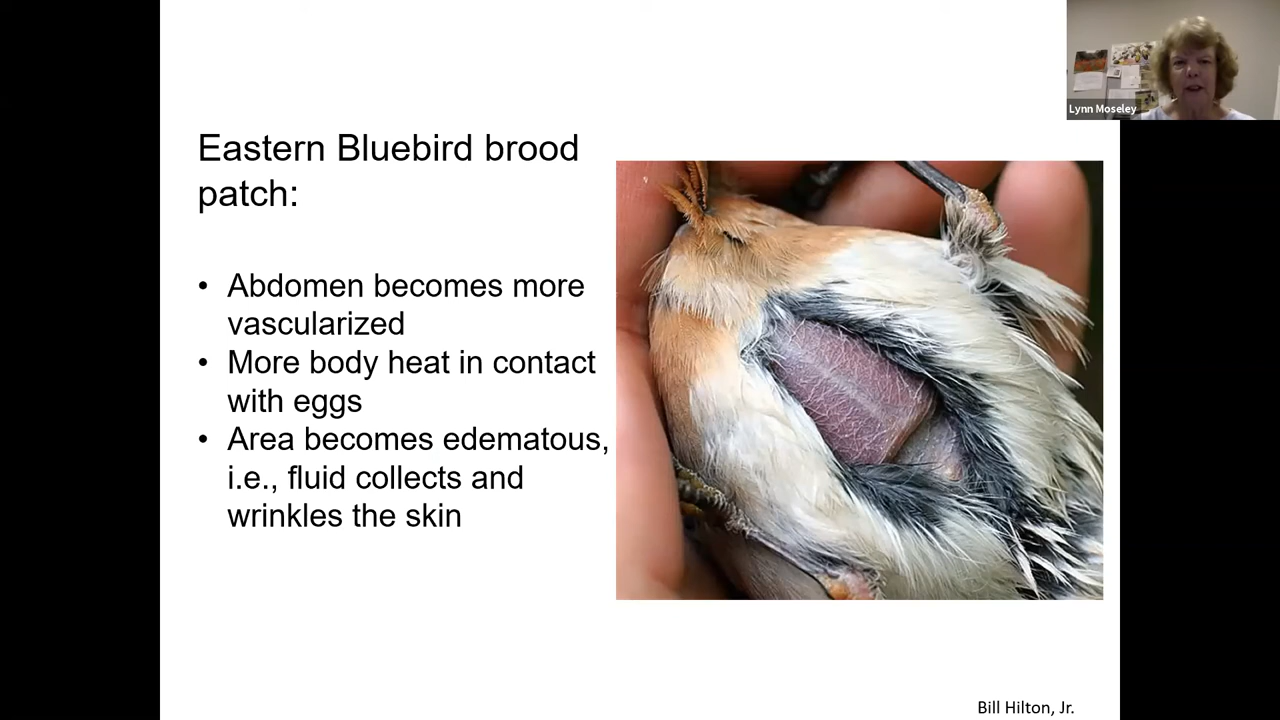 Lynn Moseley
Eastern Bluebird brood
patch:
• Abdomen becomes more
vascularized
• More body heat in contact
with eggs
• Area becomes edematous,
i.e., fluid collects and
wrinkles the skin
Bill Hilton, Jr.